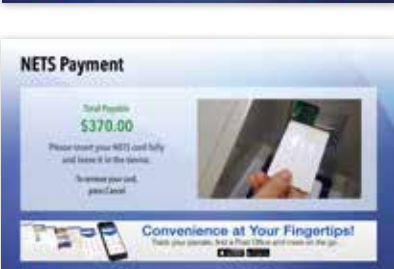 NETS Payment
Total Payable
$370.00
Please insert your NETS card fully
and leave it in the device.
To remove your card,
press Cancel
Convenience at Your Fingertips!
Track your parcels, find a Post Office and more on the go...